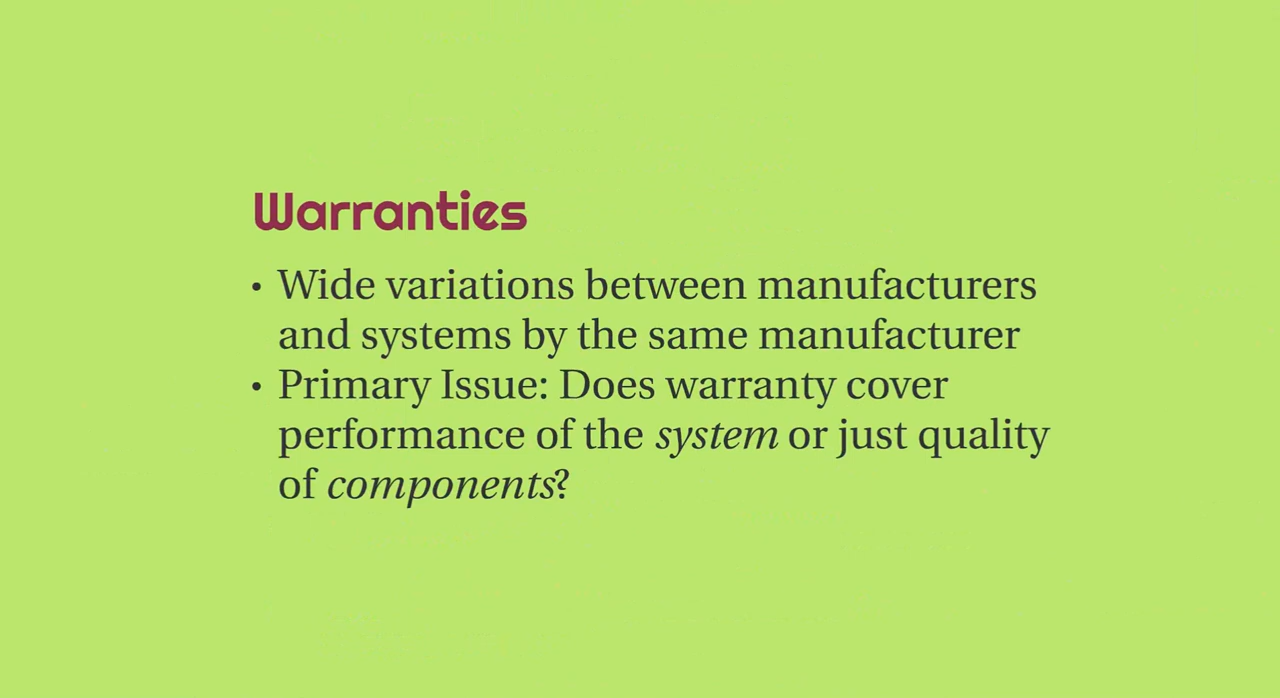 Warranties
• Wide variations between manufacturers
and systems by the same manufacturer
• Primary Issue: Does warranty cover
performance of the system or just quality
of components?